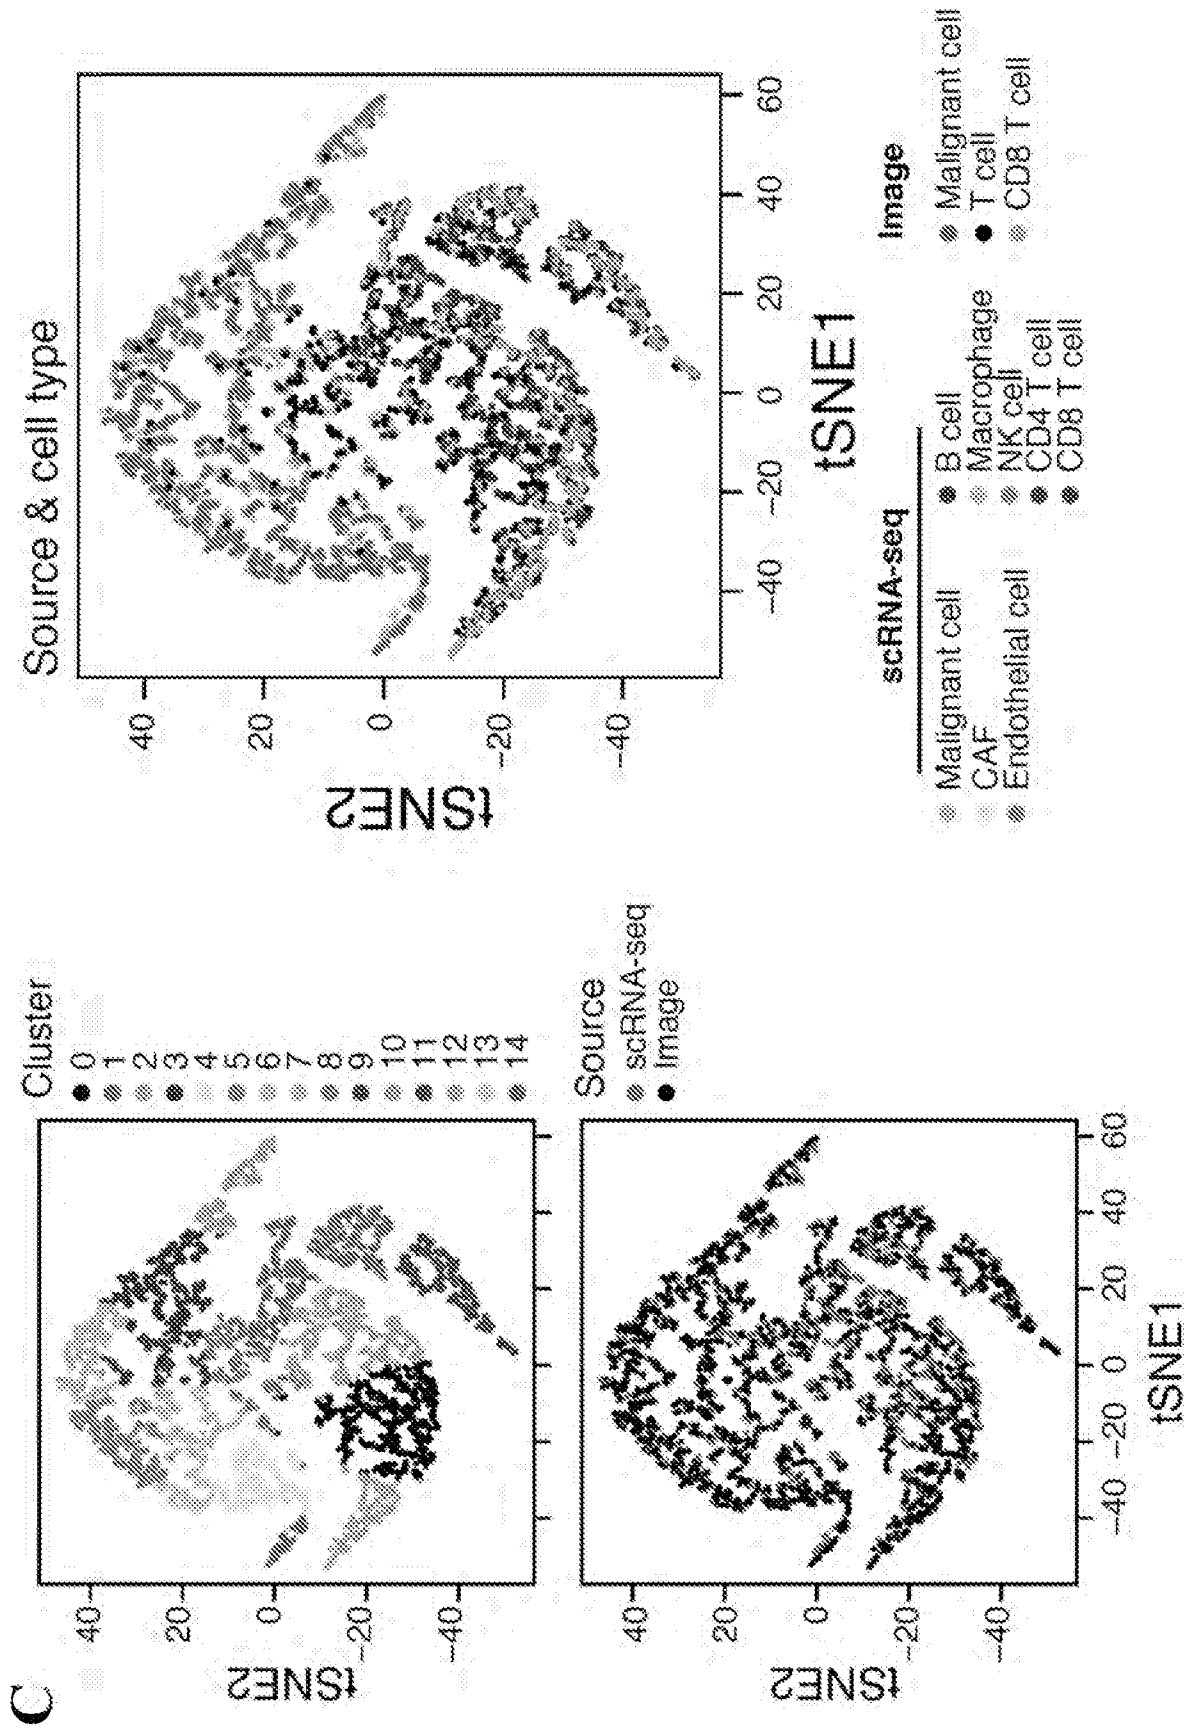 C
Cluster
0
1
2
3
4
5
6
7
8
9
10
11
12
13
14
40
20
0
−20
−40
tSNE2
Source
scRNA-seq
Image
40
20
0
−20
−40
tSNE2
−40 −20 0 20 40 60
tSNE1
Source & cell type
40
20
0
−20
−40
tSNE2
−40 −20 0 20 40 60
tSNE1
scRNA-seq
Malignant cell
CAF
Endothelial cell
B cell
Macrophage
NK cell
CD4 T cell
CD8 T cell
Image
Malignant cell
T cell
CD8 T cell